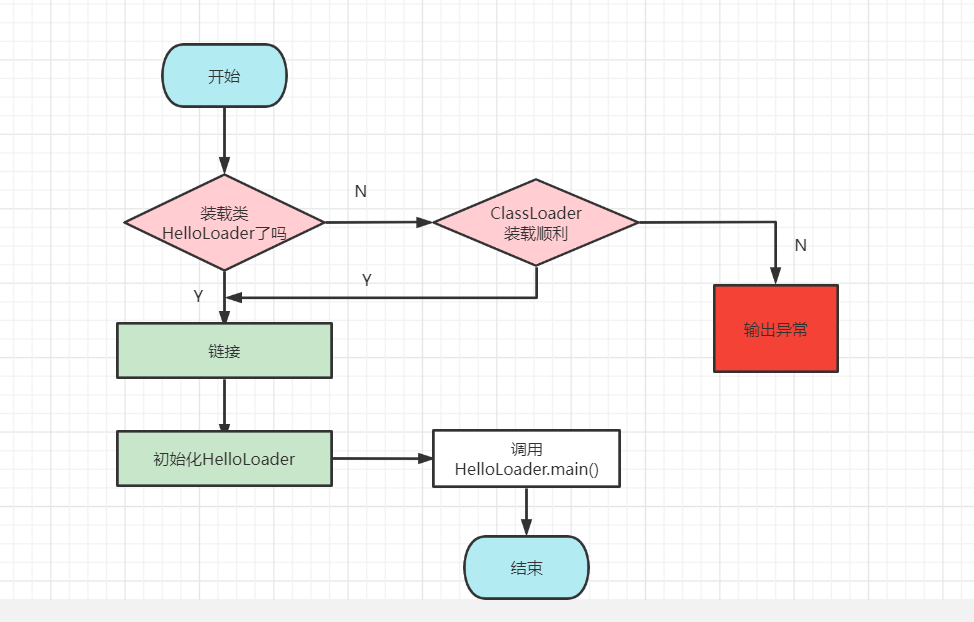 开始
装载类
HelloLoader了吗
N
ClassLoader
装载顺利
N
Y
Y
链接
输出异常
初始化HelloLoader
调用
HelloLoader.main()
结束